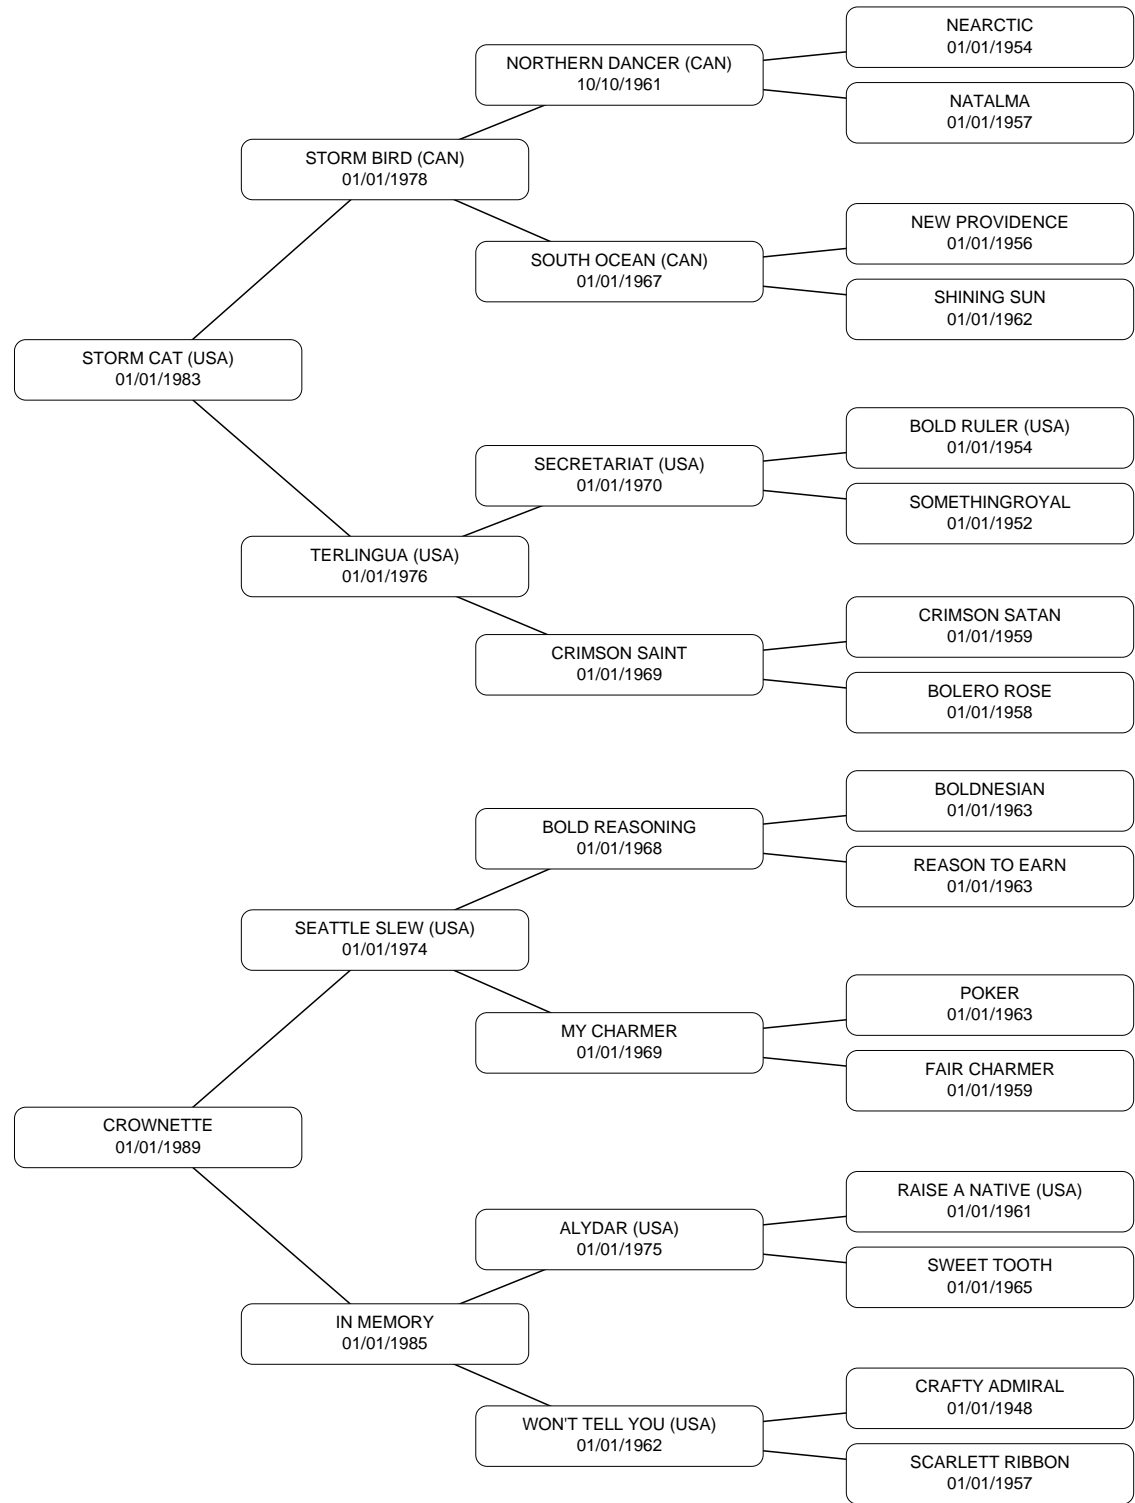 NEARCTIC
01/01/1954
NORTHERN DANCER (CAN)
10/10/1961
NATALMA
01/01/1957
STORM BIRD (CAN)
01/01/1978
NEW PROVIDENCE
01/01/1956
SOUTH OCEAN (CAN)
01/01/1967
SHINING SUN
01/01/1962
STORM CAT (USA)
01/01/1983
BOLD RULER (USA)
01/01/1954
SECRETARIAT (USA)
01/01/1970
SOMETHINGROYAL
01/01/1952
TERLINGUA (USA)
01/01/1976
CRIMSON SATAN
01/01/1959
CRIMSON SAINT
01/01/1969
BOLERO ROSE
01/01/1958
BOLDNESIAN
01/01/1963
BOLD REASONING
01/01/1968
REASON TO EARN
01/01/1963
SEATTLE SLEW (USA)
01/01/1974
POKER
01/01/1963
MY CHARMER
01/01/1969
FAIR CHARMER
01/01/1959
CROWNETTE
01/01/1989
RAISE A NATIVE (USA)
01/01/1961
ALYDAR (USA)
01/01/1975
SWEET TOOTH
01/01/1965
IN MEMORY
01/01/1985
CRAFTY ADMIRAL
01/01/1948
WON'T TELL YOU (USA)
01/01/1962
SCARLETT RIBBON
01/01/1957